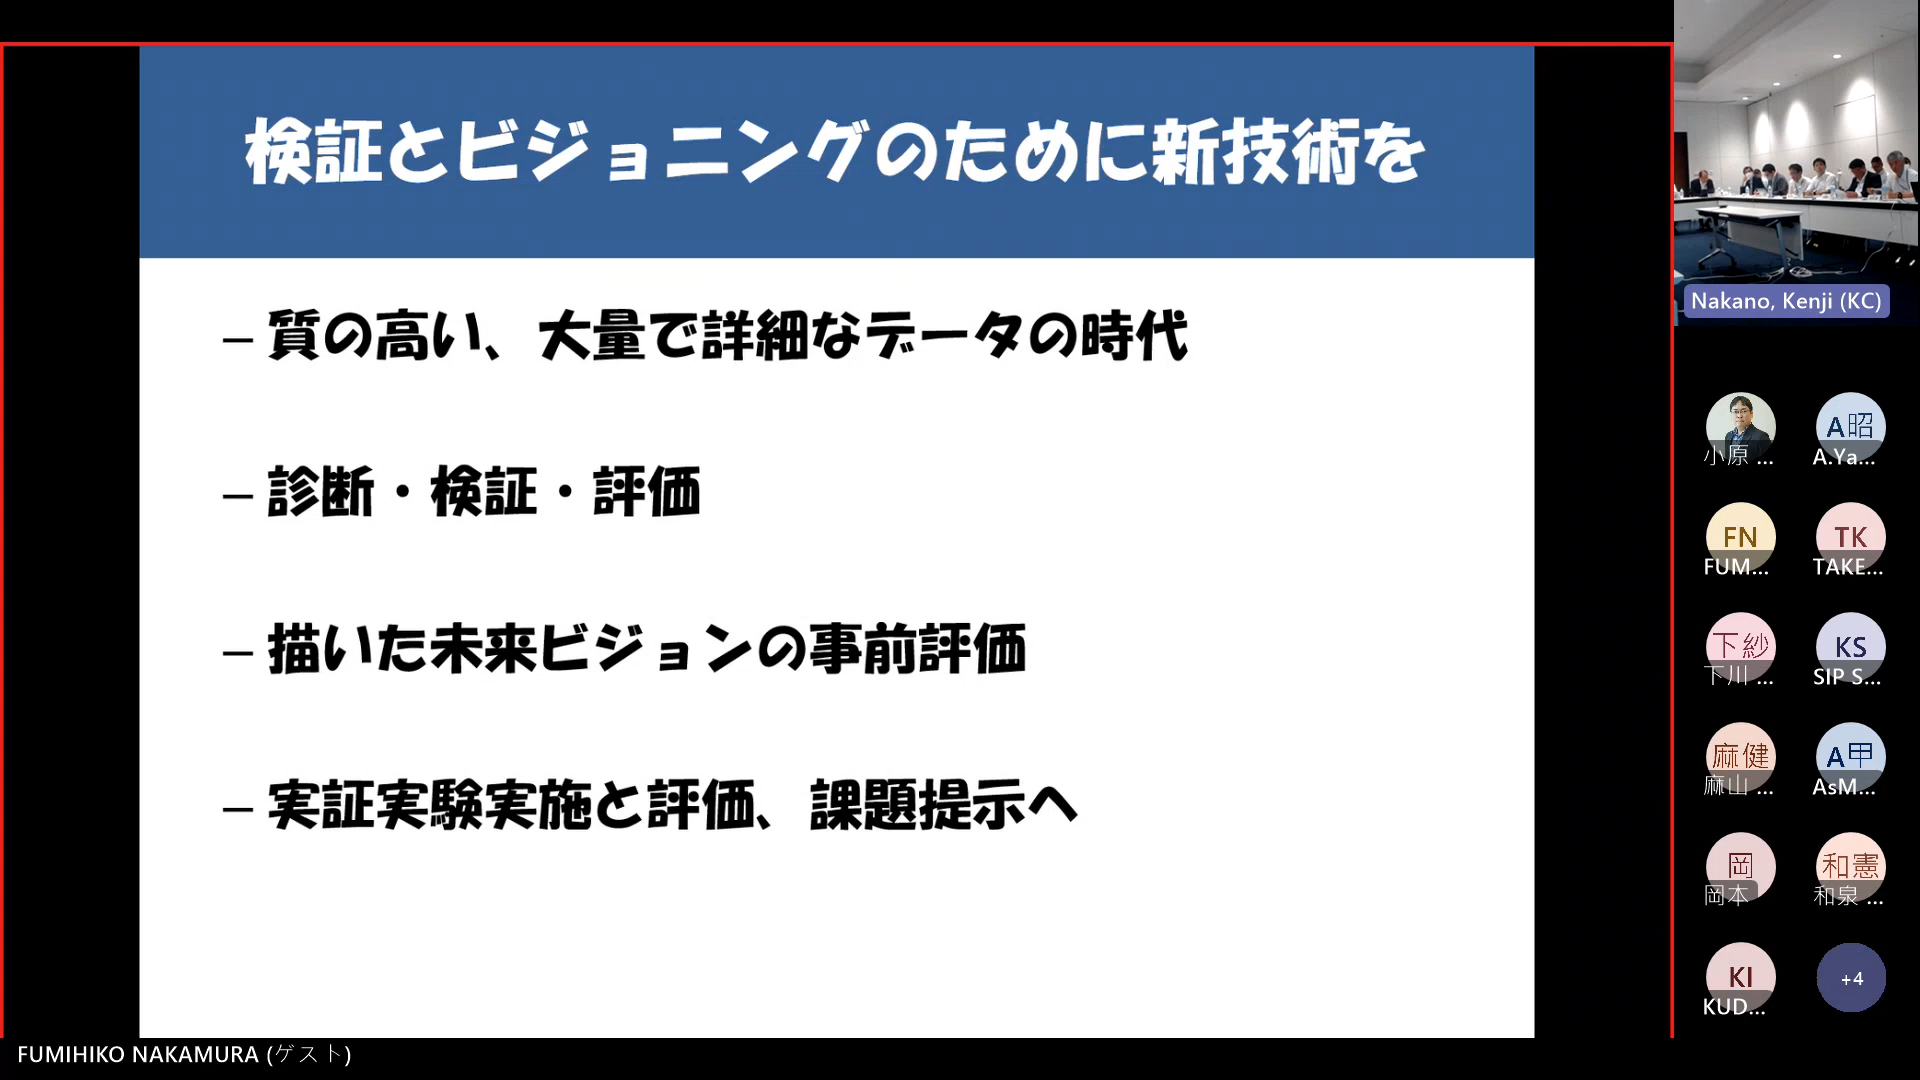 検証とビジョニングのために新技術を
– 質の高い、大量で詳細なデータの時代
– 診断・検証・評価
– 描いた未来ビジョンの事前評価
– 実証実験実施と評価、課題提示へ
FUMIHIKO NAKAMURA (ゲスト)
Nakano, Kenji (KC)
小原 ...
A昭
A.Ya...
FN
FUM...
TK
TAKE...
下紗
下川 ...
KS
SIP S...
麻健
麻山 ...
A甲
AsM...
岡
岡本
和憲
和泉 ...
KI
KUD...
+4